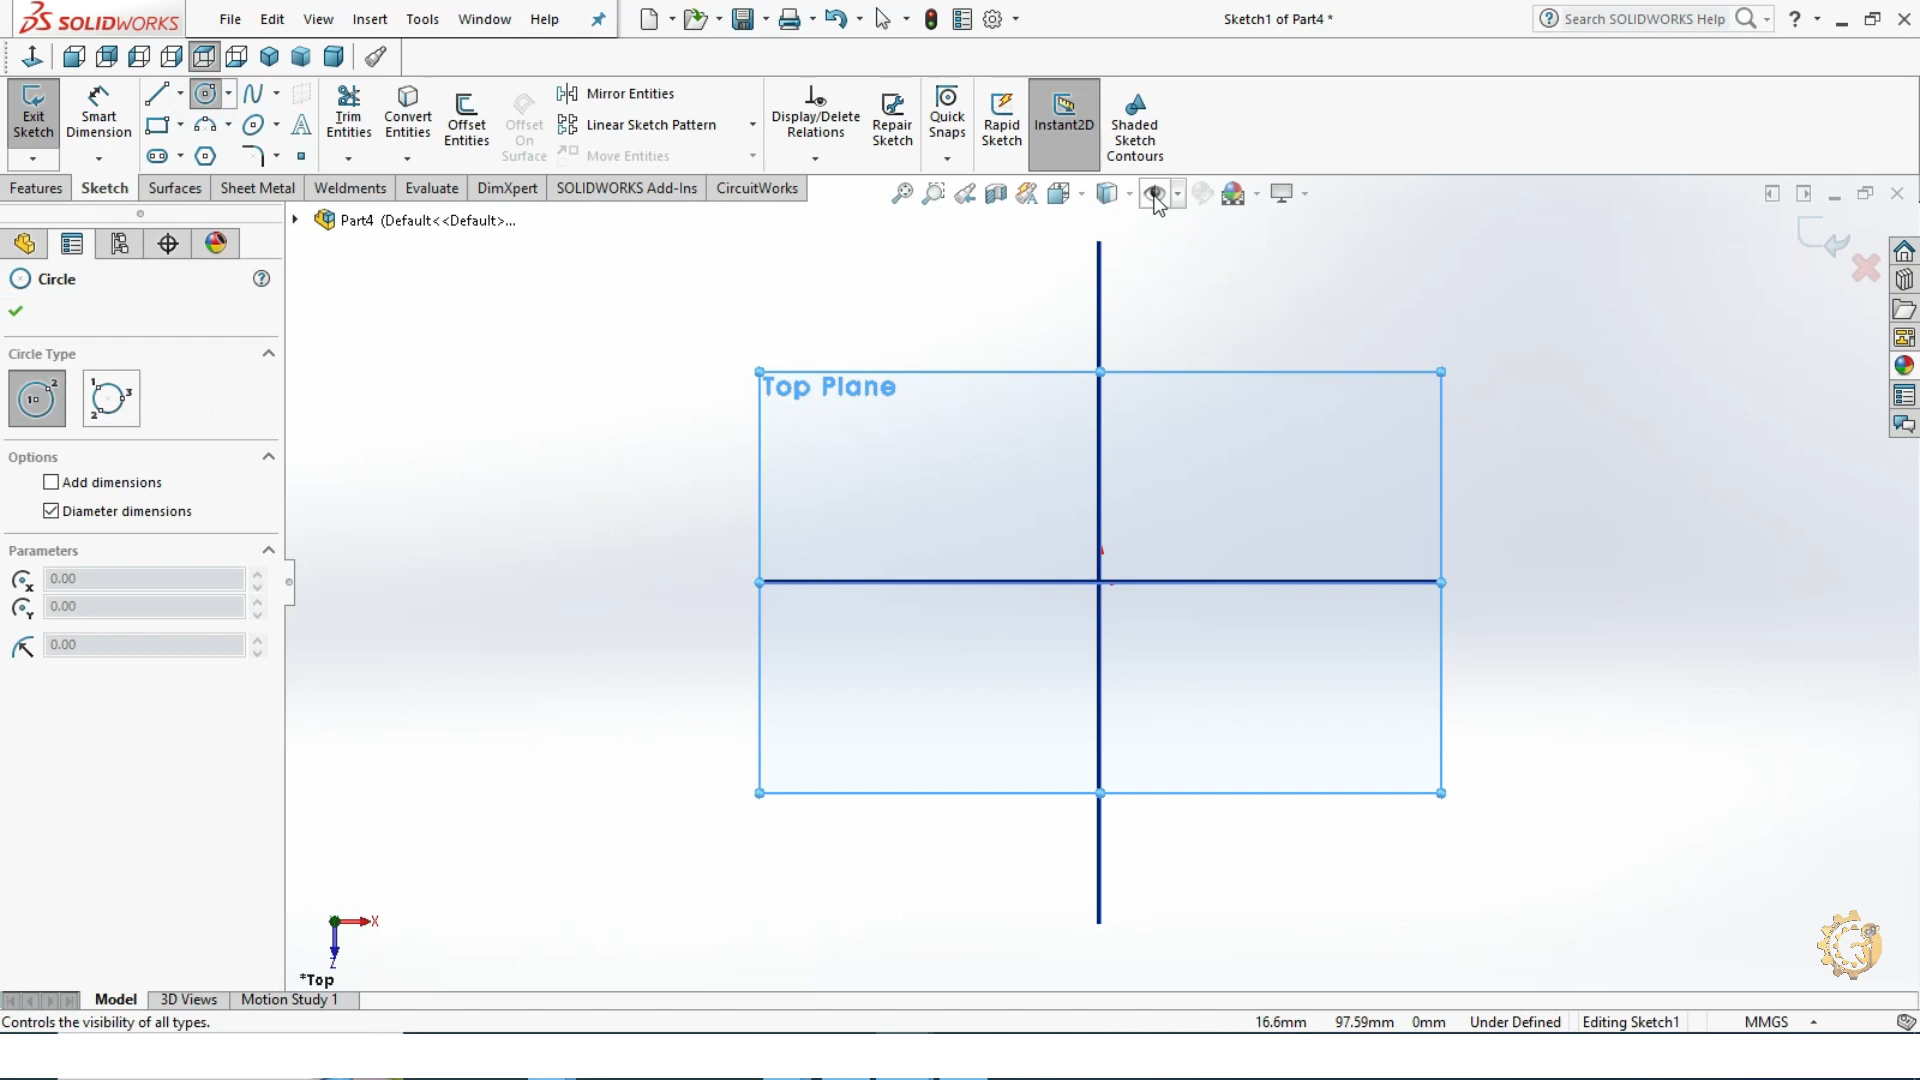 SOLIDWORKS File Edit View Insert Tools Window Help Sketch1 of Part4 * Search SOLIDWORKS Help ?
Exit Sketch
Smart Dimension
Trim Entities
Convert Entities
Offset Entities
Offset On Surface
Mirror Entities
Linear Sketch Pattern
Move Entities
Display/Delete Relations
Repair Sketch
Quick Snaps
Rapid Sketch
Instant2D
Shaded Sketch Contours
Features Sketch Surfaces Sheet Metal Weldments Evaluate DimXpert SOLIDWORKS Add-Ins CircuitWorks
Part4 (Default<<Default>...
Circle
Circle Type
Options
Add dimensions
Diameter dimensions
Parameters
0.00
0.00
0.00
Top Plane
X
Z
*Top
Model 3D Views Motion Study 1
Controls the visibility of all types. 16.6mm 97.59mm 0mm Under Defined Editing Sketch1 MMGS